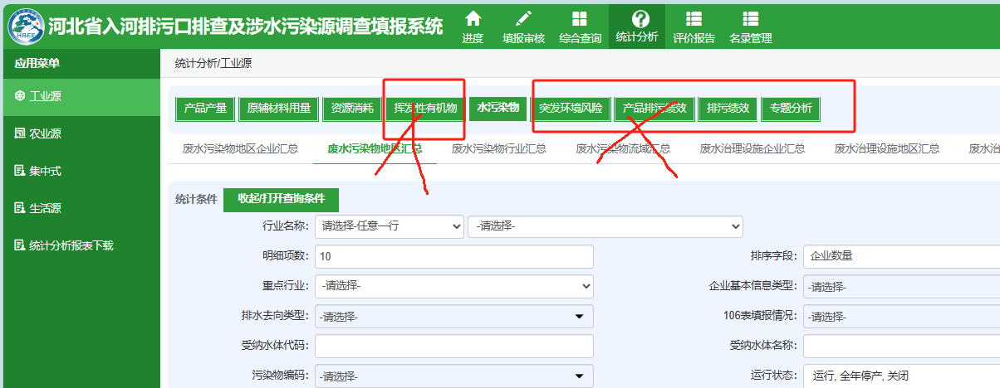 河北省入河排污口排查及涉水污染源调查填报系统
HBEE
进度 填报审核 综合查询 统计分析 评价报告 名录管理
应用菜单
统计分析/工业源
工业源
农业源
集中式
生活源
统计分析报表下载
产品产量 原辅材料用量 资源消耗 挥发性有机物 水污染物 突发环境风险 产品排污绩效 排污绩效 专题分析
废水污染物地区企业汇总 废水污染物地区汇总 废水污染物行业汇总 废水污染物流域汇总 废水治理设施企业汇总 废水治理设施地区汇总 废水治
统计条件 收起/打开查询条件
行业名称: 请选择-任意一行 -请选择-
明细项数: 10 排序字段: 企业数量
重点行业: -请选择- 企业基本信息类型: -请选择-
排水去向类型: -请选择- 106表填报情况: -请选择-
受纳水体代码: 受纳水体名称:
污染物编码: -请选择- 运行状态: 运行, 全年停产, 关闭